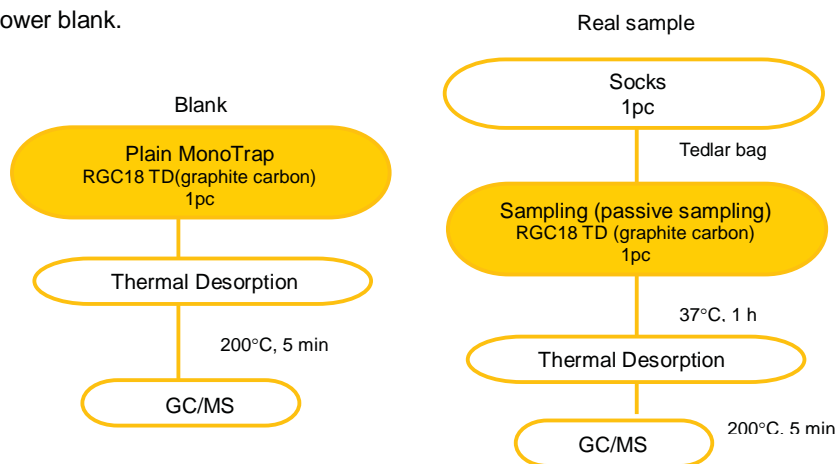 ower blank.
Blank
Plain MonoTrap
RGC18 TD(graphite carbon)
1pc
Thermal Desorption
200°C, 5 min
GC/MS
Real sample
Socks
1pc
Tedlar bag
Sampling (passive sampling)
RGC18 TD (graphite carbon)
1pc
37°C, 1 h
Thermal Desorption
200°C, 5 min
GC/MS